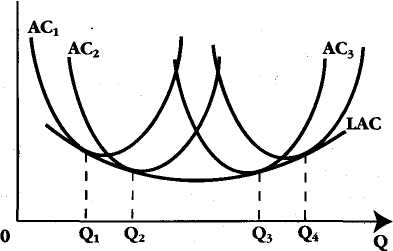 AC₁
AC₂
AC₃
LAC
0 Q₁ Q₂ Q₃ Q₄ Q